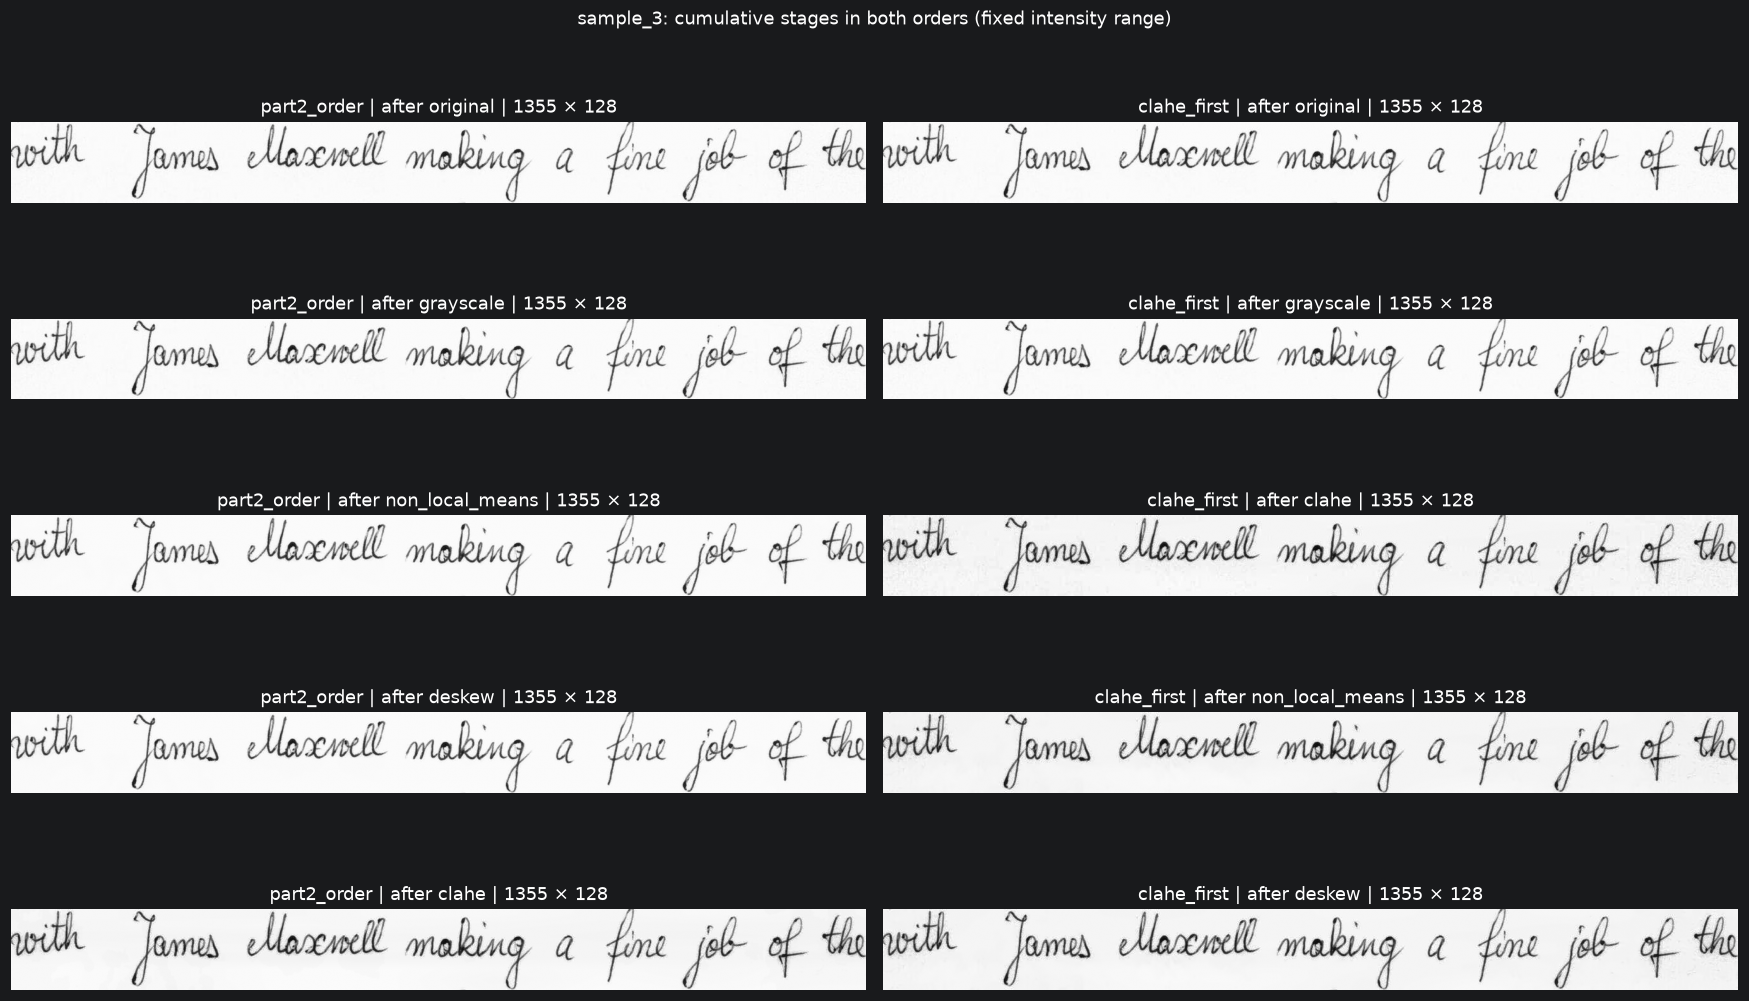 sample_3: cumulative stages in both orders (fixed intensity range)
part2_order | after original | 1355 × 128
clahe_first | after original | 1355 × 128
with James Maxwell making a fine job of the
with James Maxwell making a fine job of the
part2_order | after grayscale | 1355 × 128
clahe_first | after grayscale | 1355 × 128
with James Maxwell making a fine job of the
with James Maxwell making a fine job of the
part2_order | after non_local_means | 1355 × 128
clahe_first | after clahe | 1355 × 128
with James Maxwell making a fine job of the
with James Maxwell making a fine job of the
part2_order | after deskew | 1355 × 128
clahe_first | after non_local_means | 1355 × 128
with James Maxwell making a fine job of the
with James Maxwell making a fine job of the
part2_order | after clahe | 1355 × 128
clahe_first | after deskew | 1355 × 128
with James Maxwell making a fine job of the
with James Maxwell making a fine job of the